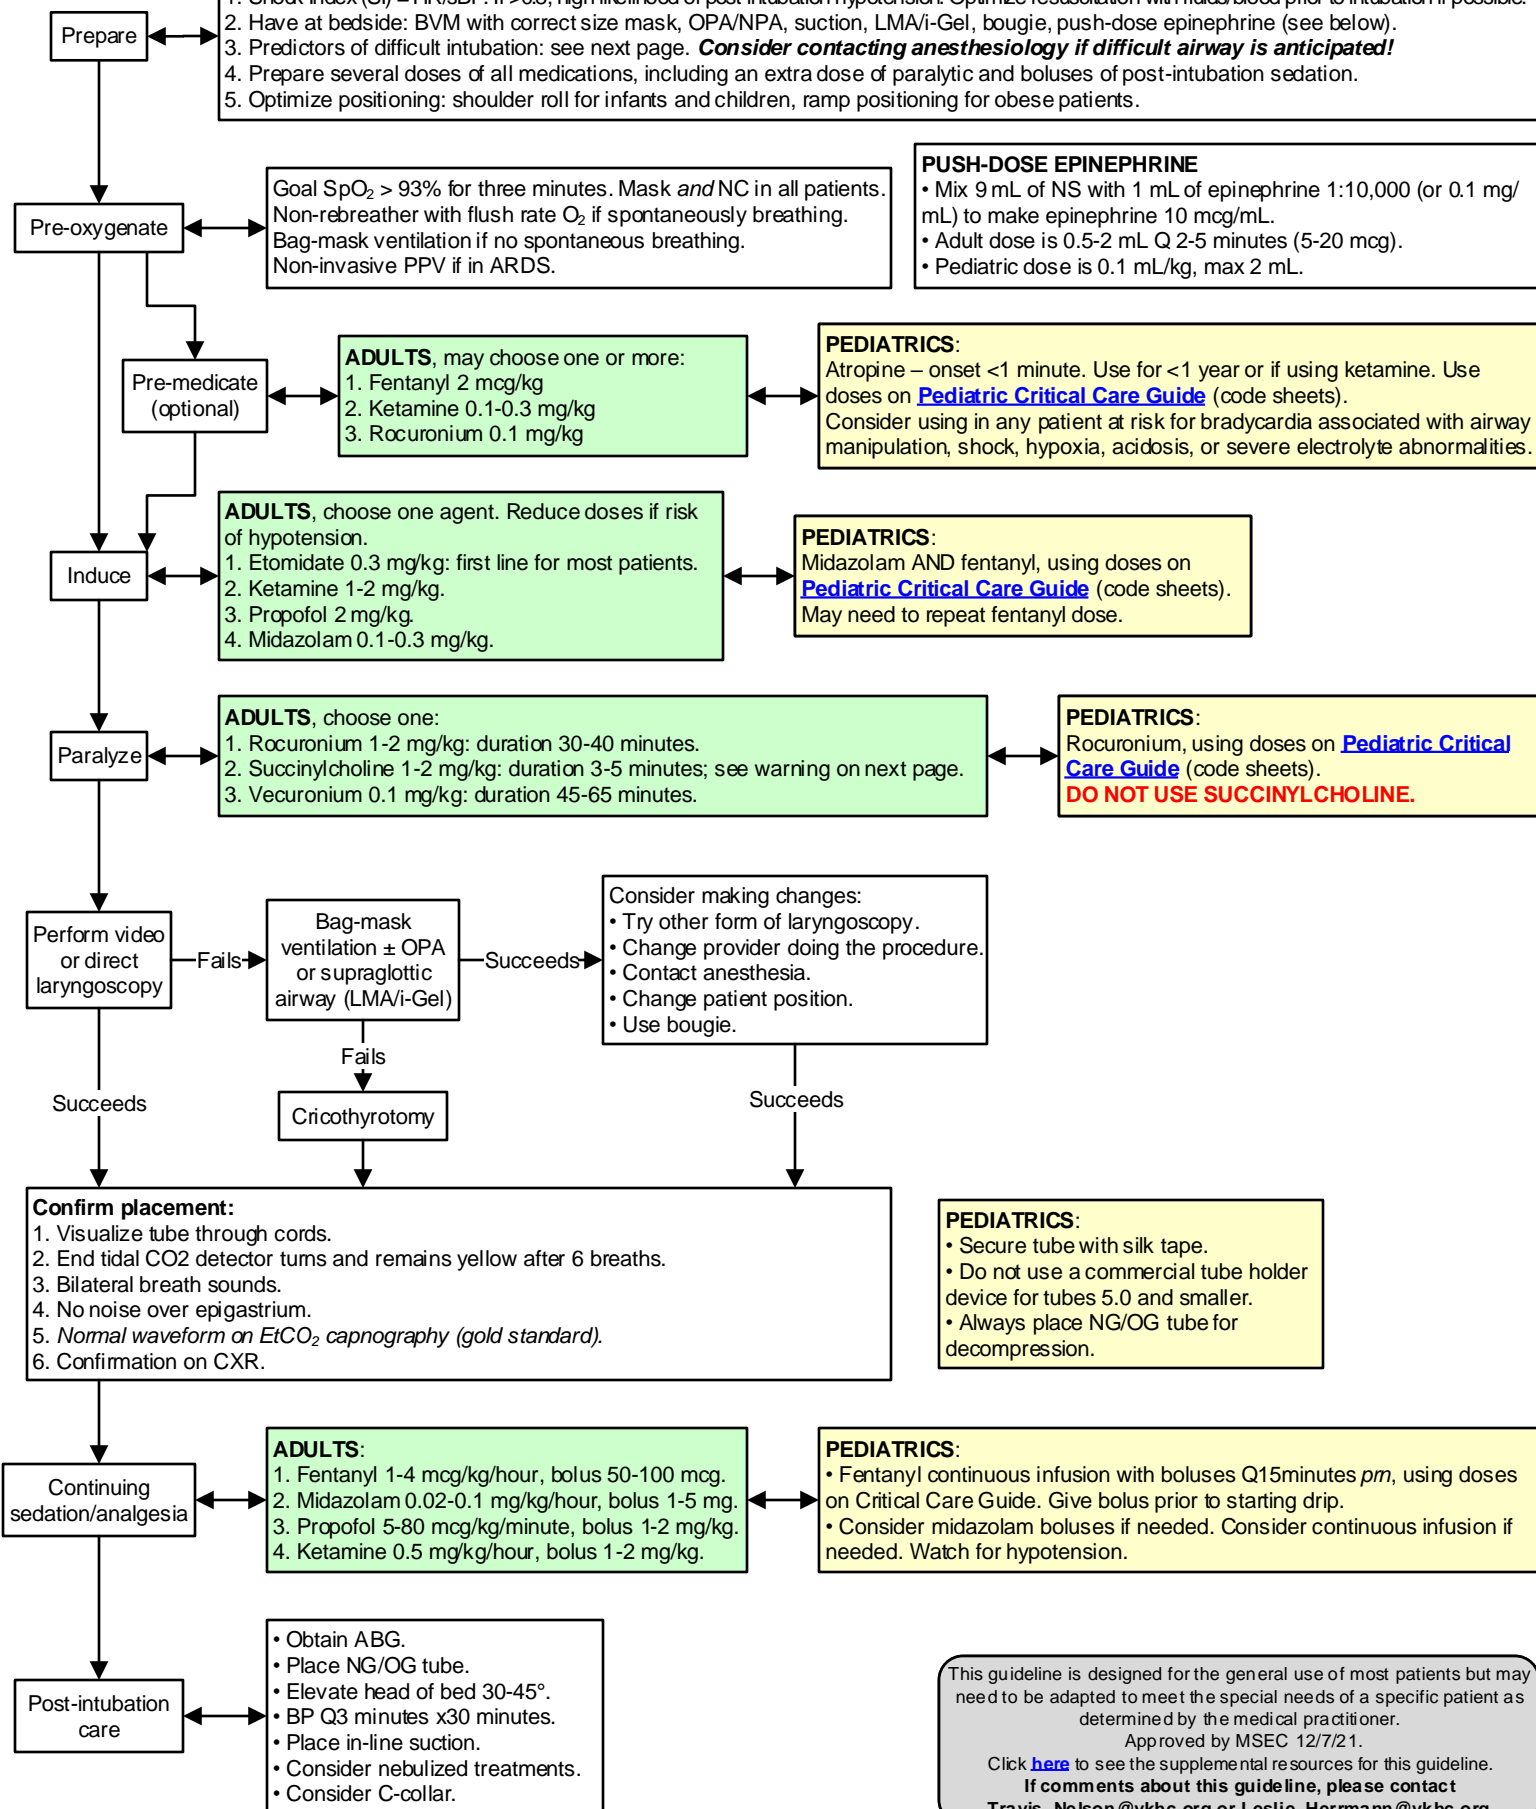 1. Shock Index (SI) = HR/SBP. If >0.8, high likelihood of post-intubation hypotension. Optimize resuscitation with fluids/blood prior to intubation if possible.
Prepare
2. Have at bedside: BVM with correct size mask, OPA/NPA, suction, LMA/i-Gel, bougie, push-dose epinephrine (see below).
3. Predictors of difficult intubation: see next page. Consider contacting anesthesiology if difficult airway is anticipated!
4. Prepare several doses of all medications, including an extra dose of paralytic and boluses of post-intubation sedation.
5. Optimize positioning: shoulder roll for infants and children, ramp positioning for obese patients.
Pre-oxygenate
Goal SpO2 > 93% for three minutes. Mask and NC in all patients.
Non-rebreather with flush rate O2 if spontaneously breathing.
Bag-mask ventilation if no spontaneous breathing.
Non-invasive PPV if in ARDS.
PUSH-DOSE EPINEPHRINE
• Mix 9 mL of NS with 1 mL of epinephrine 1:10,000 (or 0.1 mg/
mL) to make epinephrine 10 mcg/mL.
• Adult dose is 0.5-2 mL Q 2-5 minutes (5-20 mcg).
• Pediatric dose is 0.1 mL/kg, max 2 mL.
Pre-medicate
(optional)
ADULTS, may choose one or more:
1. Fentanyl 2 mcg/kg
2. Ketamine 0.1-0.3 mg/kg
3. Rocuronium 0.1 mg/kg
PEDIATRICS:
Atropine – onset <1 minute. Use for <1 year or if using ketamine. Use
doses on Pediatric Critical Care Guide (code sheets).
Consider using in any patient at risk for bradycardia associated with airway
manipulation, shock, hypoxia, acidosis, or severe electrolyte abnormalities.
Induce
ADULTS, choose one agent. Reduce doses if risk
of hypotension.
1. Etomidate 0.3 mg/kg: first line for most patients.
2. Ketamine 1-2 mg/kg.
3. Propofol 2 mg/kg.
4. Midazolam 0.1-0.3 mg/kg.
PEDIATRICS:
Midazolam AND fentanyl, using doses on
Pediatric Critical Care Guide (code sheets).
May need to repeat fentanyl dose.
Paralyze
ADULTS, choose one:
1. Rocuronium 1-2 mg/kg: duration 30-40 minutes.
2. Succinylcholine 1-2 mg/kg: duration 3-5 minutes; see warning on next page.
3. Vecuronium 0.1 mg/kg: duration 45-65 minutes.
PEDIATRICS:
Rocuronium, using doses on Pediatric Critical
Care Guide (code sheets).
DO NOT USE SUCCINYLCHOLINE.
Perform video
or direct
laryngoscopy
Fails
Bag-mask
ventilation ± OPA
or supraglottic
airway (LMA/i-Gel)
Succeeds
Consider making changes:
• Try other form of laryngoscopy.
• Change provider doing the procedure.
• Contact anesthesia.
• Change patient position.
• Use bougie.
Fails
Succeeds
Cricothyrotomy
Succeeds
Confirm placement:
1. Visualize tube through cords.
2. End tidal CO2 detector turns and remains yellow after 6 breaths.
3. Bilateral breath sounds.
4. No noise over epigastrium.
5. Normal waveform on EtCO2 capnography (gold standard).
6. Confirmation on CXR.
PEDIATRICS:
• Secure tube with silk tape.
• Do not use a commercial tube holder
device for tubes 5.0 and smaller.
• Always place NG/OG tube for
decompression.
Continuing
sedation/analgesia
ADULTS:
1. Fentanyl 1-4 mcg/kg/hour, bolus 50-100 mcg.
2. Midazolam 0.02-0.1 mg/kg/hour, bolus 1-5 mg.
3. Propofol 5-80 mcg/kg/minute, bolus 1-2 mg/kg.
4. Ketamine 0.5 mg/kg/hour, bolus 1-2 mg/kg.
PEDIATRICS:
• Fentanyl continuous infusion with boluses Q15minutes prn, using doses
on Critical Care Guide. Give bolus prior to starting drip.
• Consider midazolam boluses if needed. Consider continuous infusion if
needed. Watch for hypotension.
Post-intubation
care
• Obtain ABG.
• Place NG/OG tube.
• Elevate head of bed 30-45°.
• BP Q3 minutes x30 minutes.
• Place in-line suction.
• Consider nebulized treatments.
• Consider C-collar.
This guideline is designed for the general use of most patients but may
need to be adapted to meet the special needs of a specific patient as
determined by the medical practitioner.
Approved by MSEC 12/7/21.
Click here to see the supplemental resources for this guideline.
If comments about this guideline, please contact
Travis_Nelson@ykhc.org or Leslie_Herrmann@ykhc.org